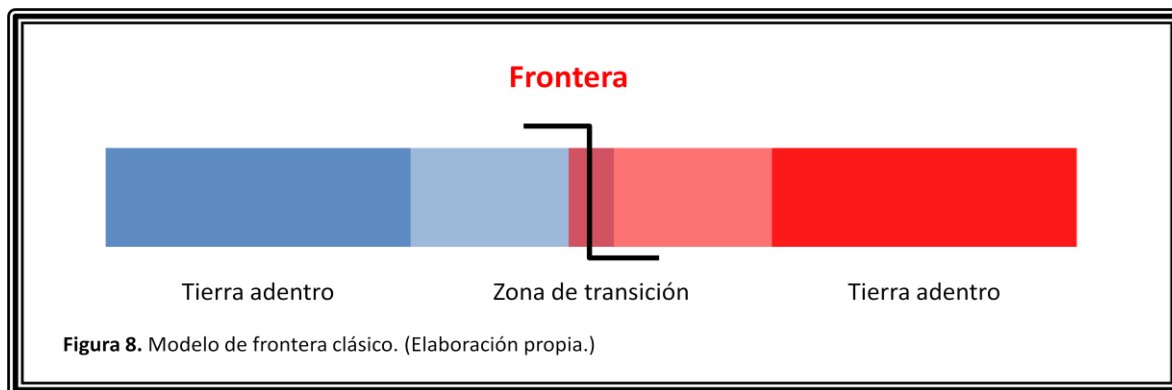 Frontera
Tierra adentro Zona de transición Tierra adentro
Figura 8. Modelo de frontera clásico. (Elaboración propia.)